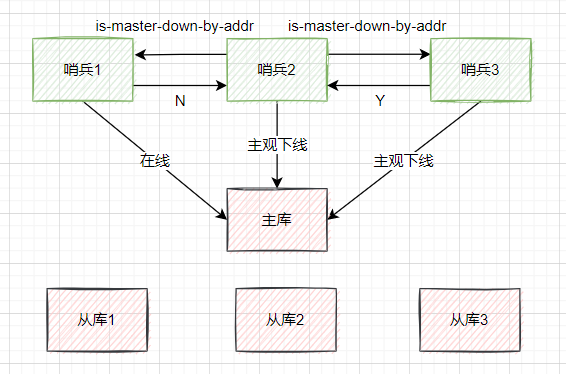 is-master-down-by-addr
is-master-down-by-addr
哨兵1
哨兵2
哨兵3
N
Y
在线
主观下线
主观下线
主库
从库1
从库2
从库3